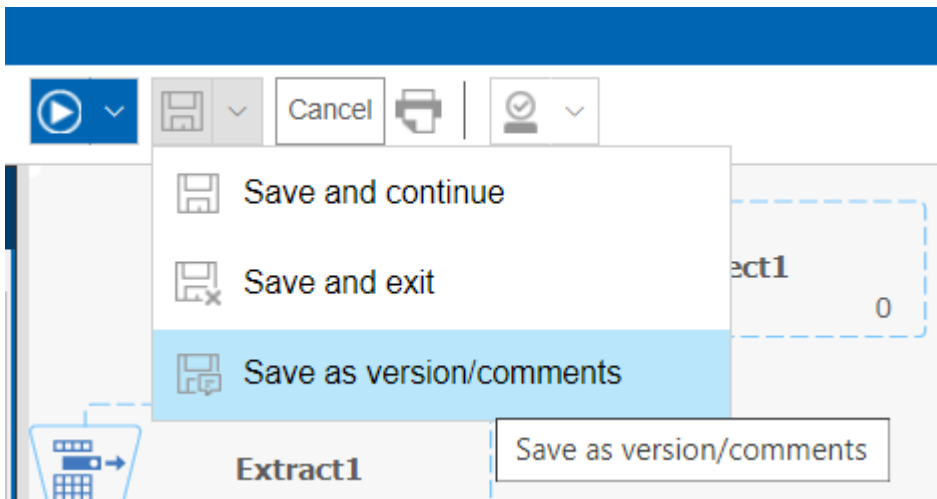 Cancel
Save and continue
Save and exit
ect1
0
Save as version/comments
Save as version/comments
Extract1